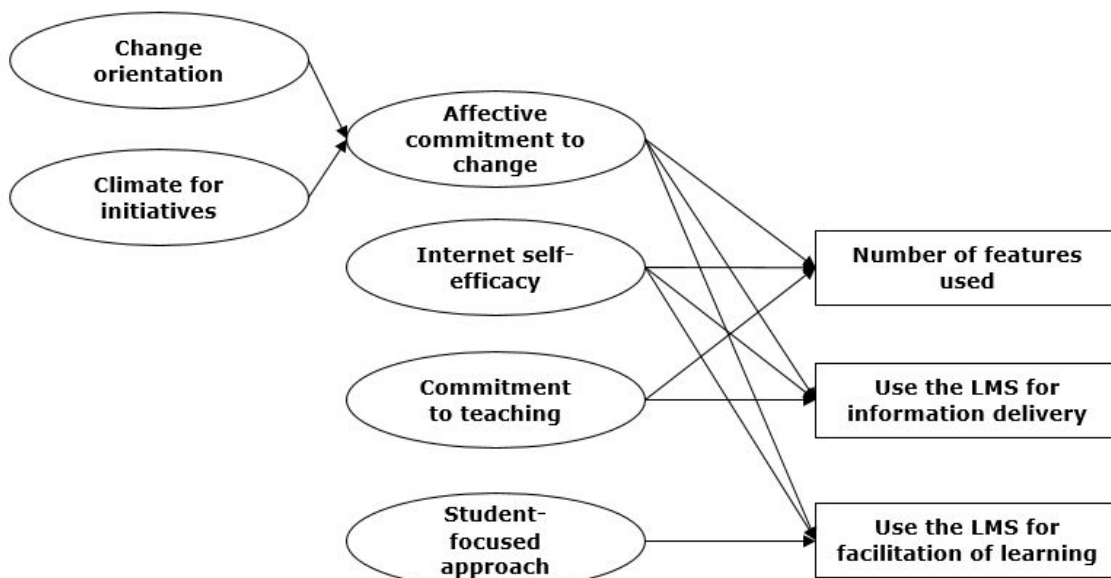 Change
orientation
Affective
commitment to
change
Climate for
initiatives
Internet self-
efficacy
Number of features
used
Commitment
to teaching
Use the LMS for
information delivery
Student-
focused
approach
Use the LMS for
facilitation of learning